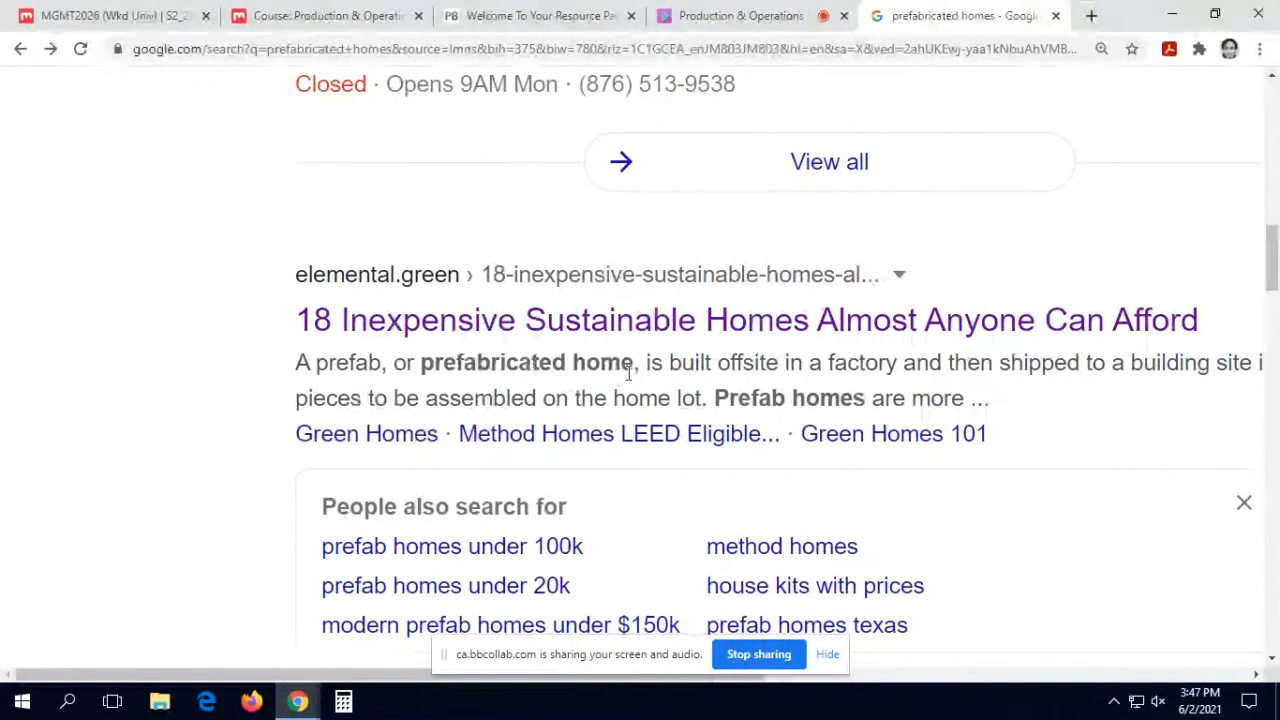 MGMT2026 (Wkd Univ) | S2_2
Course: Production & Operati
Welcome To Your Resource Pa
Production & Operations
prefabricated homes - Google
google.com/search?q=prefabricated+homes&source=lmns&bih=375&biw=780&rlz=1C1GCEA_enJM803JM803&hl=en&sa=X&ved=2ahUKEwj-yaa1kNbuAhVMB...
Closed · Opens 9AM Mon · (876) 513-9538
View all
elemental.green › 18-inexpensive-sustainable-homes-al...
18 Inexpensive Sustainable Homes Almost Anyone Can Afford
A prefab, or prefabricated home, is built offsite in a factory and then shipped to a building site i
pieces to be assembled on the home lot. Prefab homes are more ...
Green Homes · Method Homes LEED Eligible... · Green Homes 101
People also search for
prefab homes under 100k
method homes
prefab homes under 20k
house kits with prices
modern prefab homes under $150k
prefab homes texas
ca.bbcollab.com is sharing your screen and audio.
Stop sharing
Hide
3:47 PM
6/2/2021